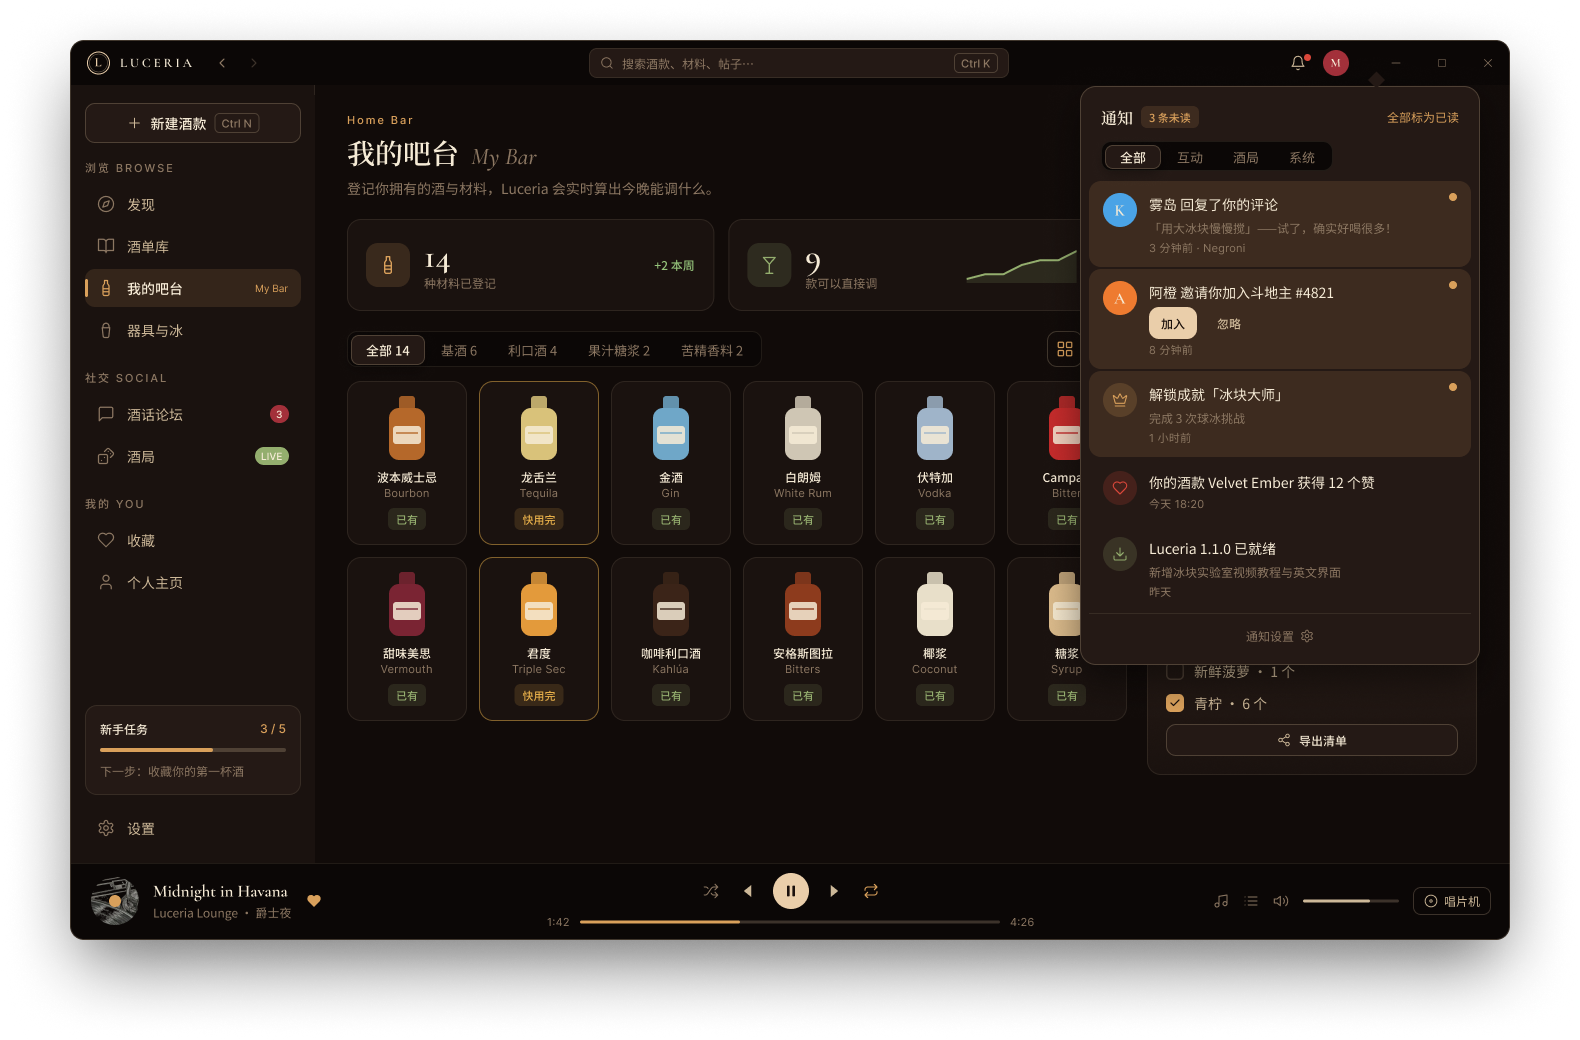 L LUCERIA
搜索酒款、材料、帖子… Ctrl K
M
新建酒款 Ctrl N
浏览 BROWSE
发现
酒单库
我的吧台 My Bar
器具与冰
社交 SOCIAL
酒话论坛 3
酒局 LIVE
我的 YOU
收藏
个人主页
新手任务 3 / 5
下一步：收藏你的第一杯酒
设置
Home Bar
我的吧台 My Bar
登记你拥有的酒与材料，Luceria 会实时算出今晚能调什么。
14
种材料已登记
+2 本周
9
款可以直接调
全部 14 基酒 6 利口酒 4 果汁糖浆 2 苦精香料 2
波本威士忌
Bourbon
已有
龙舌兰
Tequila
快用完
金酒
Gin
已有
白朗姆
White Rum
已有
伏特加
Vodka
已有
Campa
Bitter
已有
甜味美思
Vermouth
已有
君度
Triple Sec
快用完
咖啡利口酒
Kahlúa
已有
安格斯图拉
Bitters
已有
椰浆
Coconut
已有
糖浆
Syrup
已有
通知 3 条未读 全部标为已读
全部 互动 酒局 系统
K
雾岛 回复了你的评论
「用大冰块慢慢搅」——试了，确实好喝很多！
3 分钟前 · Negroni
A
阿橙 邀请你加入斗地主 #4821
加入 忽略
8 分钟前
解锁成就「冰块大师」
完成 3 次球冰挑战
1 小时前
你的酒款 Velvet Ember 获得 12 个赞
今天 18:20
Luceria 1.1.0 已就绪
新增冰块实验室视频教程与英文界面
昨天
通知设置
新鲜菠萝 · 1 个
青柠 · 6 个
导出清单
Midnight in Havana
Luceria Lounge · 爵士夜
1:42 4:26
唱片机